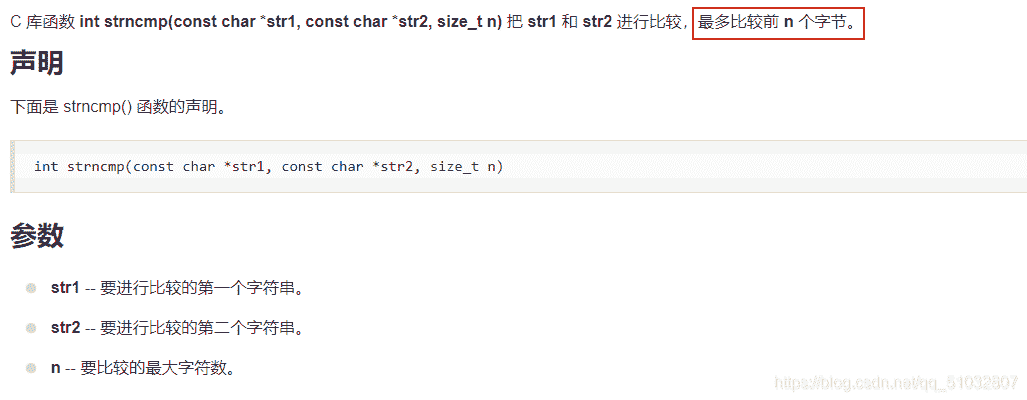 C 库函数 int strncmp(const char *str1, const char *str2, size_t n) 把 str1 和 str2 进行比较，最多比较前 n 个字节。
声明
下面是 strncmp() 函数的声明。
int strncmp(const char *str1, const char *str2, size_t n)
参数
str1 -- 要进行比较的第一个字符串。
str2 -- 要进行比较的第二个字符串。
n -- 要比较的最大字符数。
https://blog.csdn.net/qq_51032807